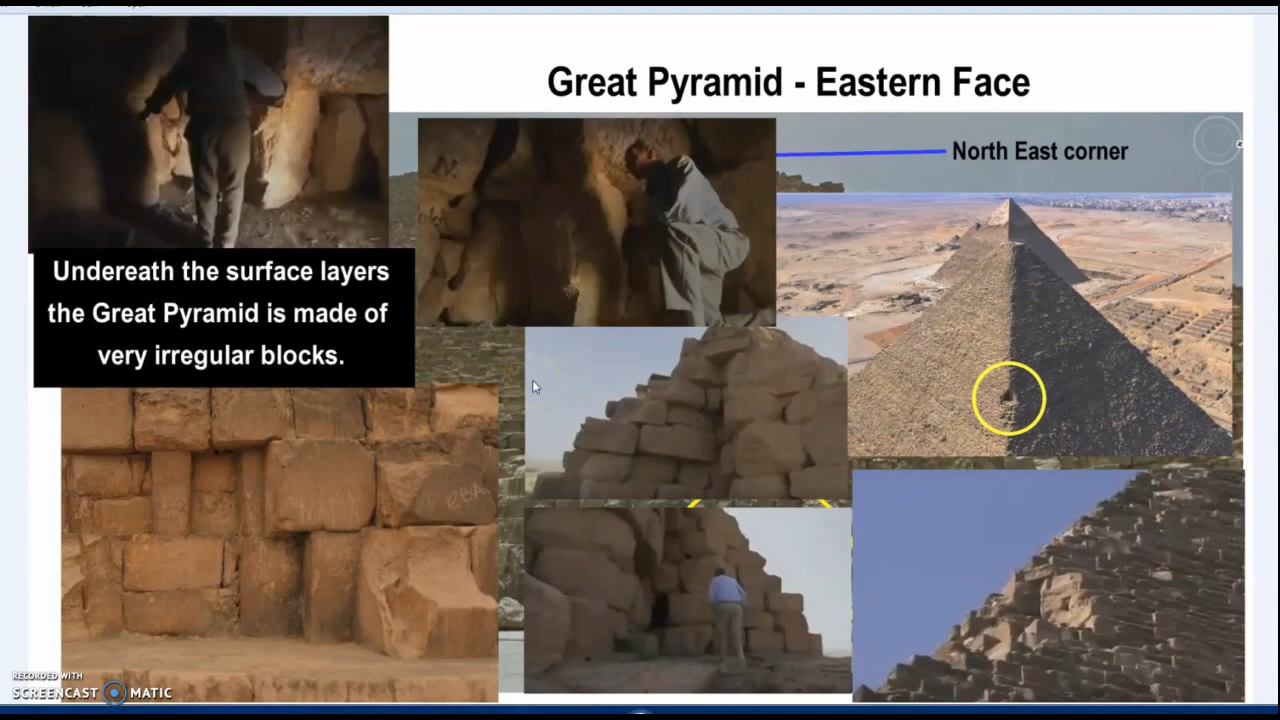 Great Pyramid - Eastern Face
North East corner
Undereath the surface layers
the Great Pyramid is made of
very irregular blocks.
RECORDED WITH
SCREENCAST MATIC